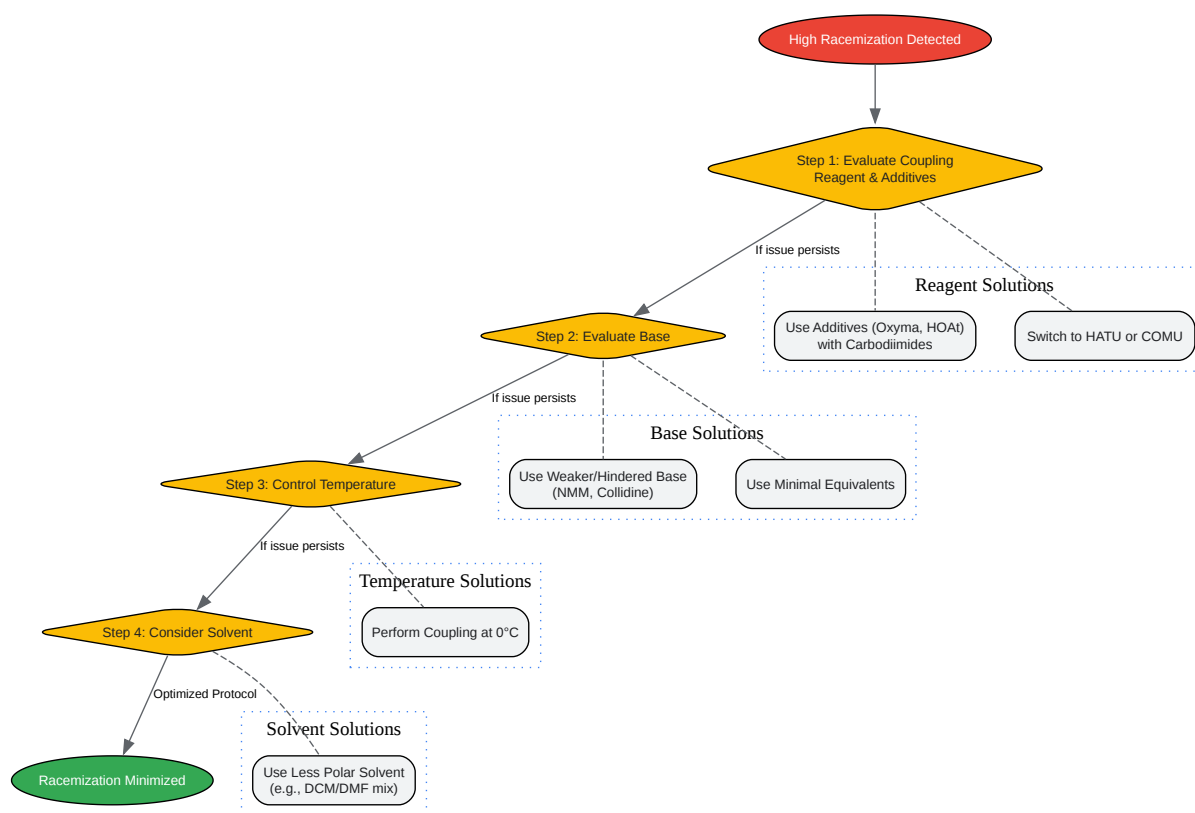 High Racemization Detected
Step 1: Evaluate Coupling
Reagent & Additives
If issue persists
Reagent Solutions
Use Additives (Oxyma, HOAt)
with Carbodiimides
Switch to HATU or COMU
Step 2: Evaluate Base
If issue persists
Base Solutions
Use Weaker/Hindered Base
(NMM, Collidine)
Use Minimal Equivalents
Step 3: Control Temperature
If issue persists
Temperature Solutions
Perform Coupling at 0°C
Step 4: Consider Solvent
Optimized Protocol
Solvent Solutions
Use Less Polar Solvent
(e.g., DCM/DMF mix)
Racemization Minimized